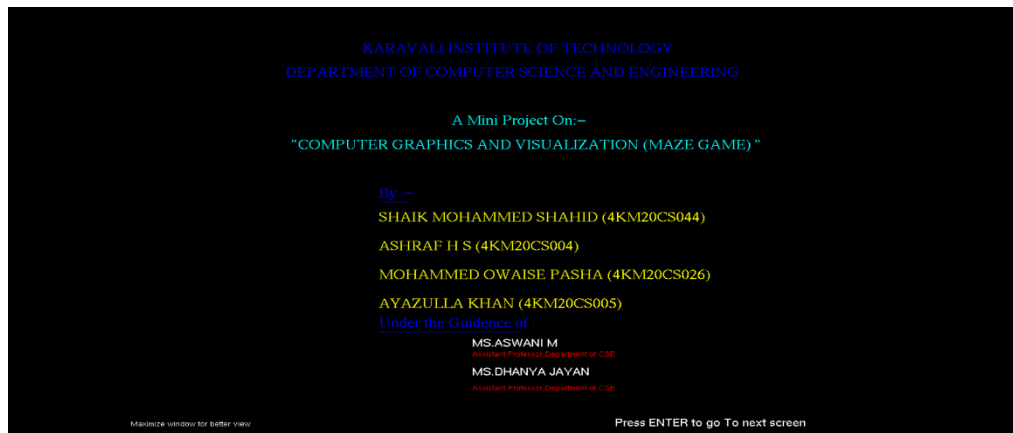 KARAVALI INSTITUTE OF TECHNOLOGY
DEPARTMENT OF COMPUTER SCIENCE AND ENGINEERING
A Mini Project On:–
"COMPUTER GRAPHICS AND VISUALIZATION (MAZE GAME) "
By :–
SHAIK MOHAMMED SHAHID (4KM20CS044)
ASHRAF H S (4KM20CS004)
MOHAMMED OWAISE PASHA (4KM20CS026)
AYAZULLA KHAN (4KM20CS005)
Under the Guidence of :
MS.ASWANI M
Assistant Professor,Department of CSE
MS.DHANYA JAYAN
Assistant Professor,Department of CSE
Maximize window for better view
Press ENTER to go To next screen